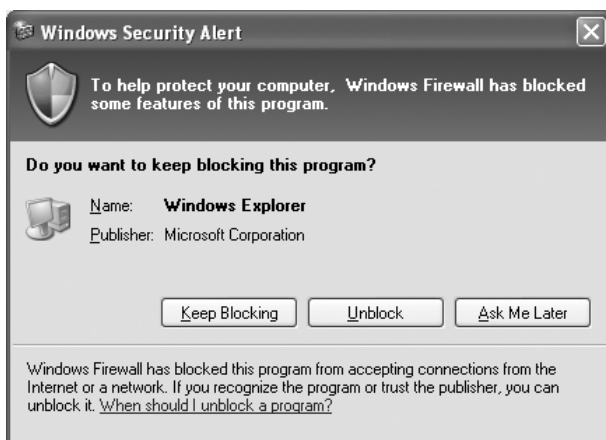 Windows Security Alert
To help protect your computer, Windows Firewall has blocked
some features of this program.
Do you want to keep blocking this program?
Name: Windows Explorer
Publisher: Microsoft Corporation
Keep Blocking Unblock Ask Me Later
Windows Firewall has blocked this program from accepting connections from the
Internet or a network. If you recognize the program or trust the publisher, you can
unblock it. When should I unblock a program?